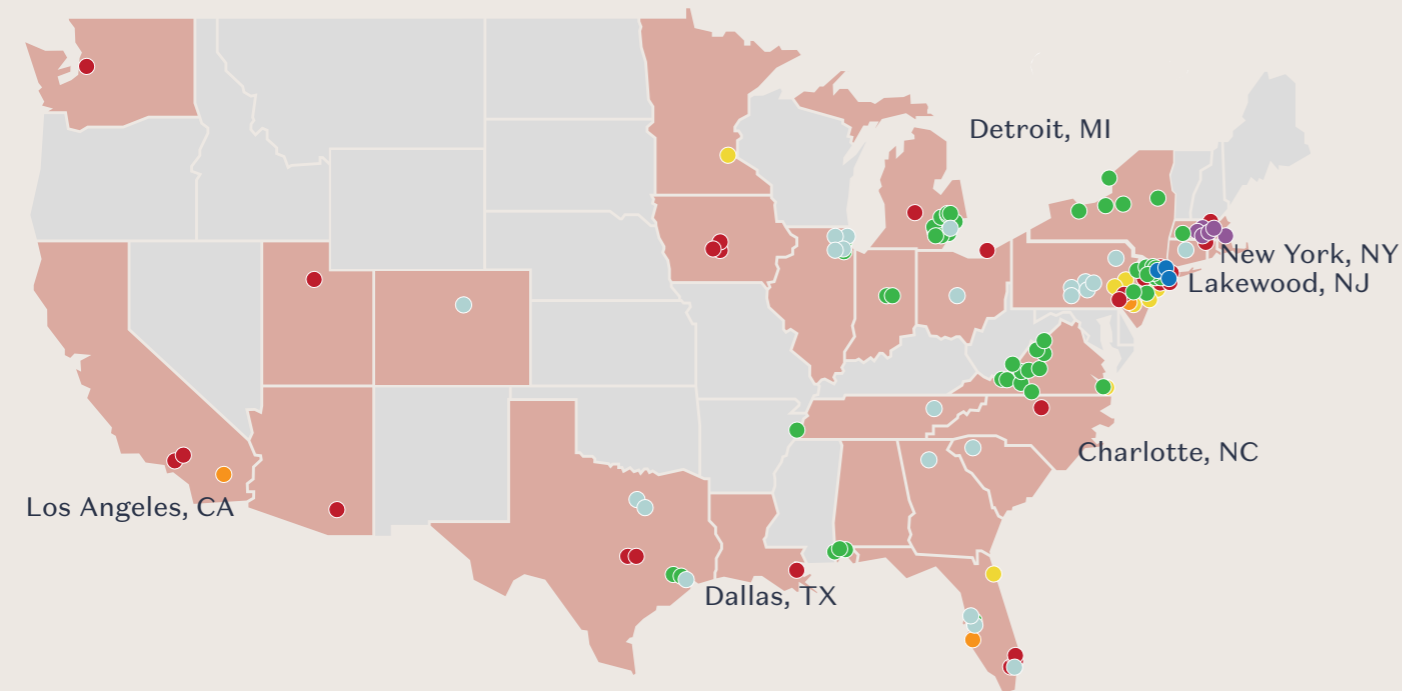 Detroit, MI
New York, NY
Lakewood, NJ
Charlotte, NC
Los Angeles, CA
Dallas, TX